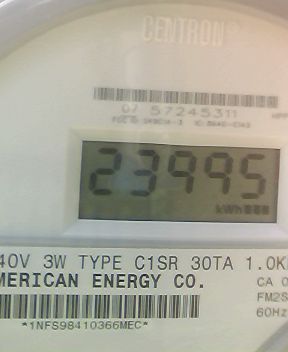 CENTRON®
07 57245311
23995
kWh
40V 3W TYPE C1SR 30TA 1.0K
MERICAN ENERGY CO.
CA 0
FM2S
60Hz
*1NFS98410366MEC*